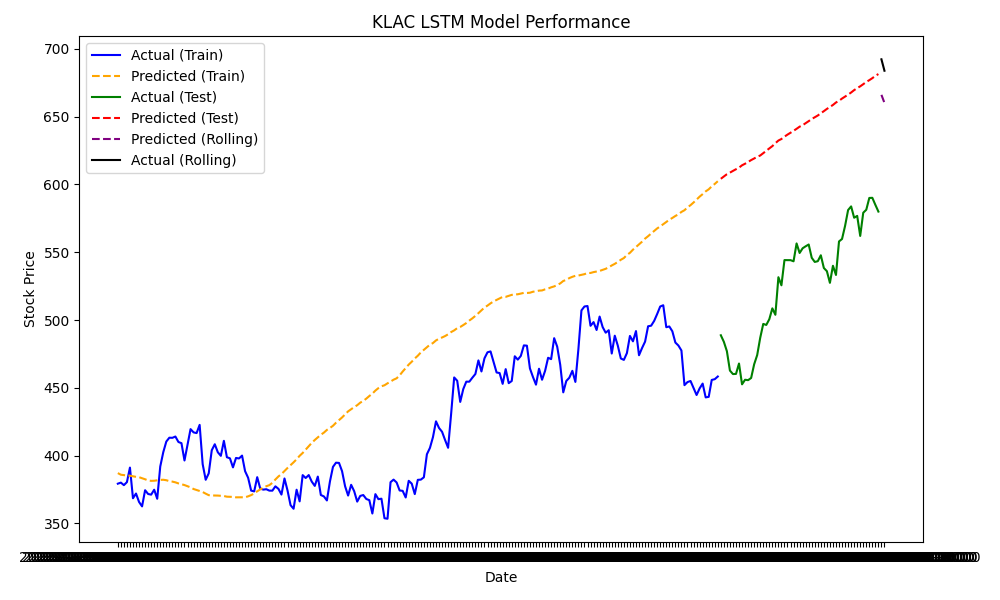 KLAC LSTM Model Performance
Actual (Train)
Predicted (Train)
Actual (Test)
Predicted (Test)
Predicted (Rolling)
Actual (Rolling)
Stock Price
700
650
600
550
500
450
400
350
Date